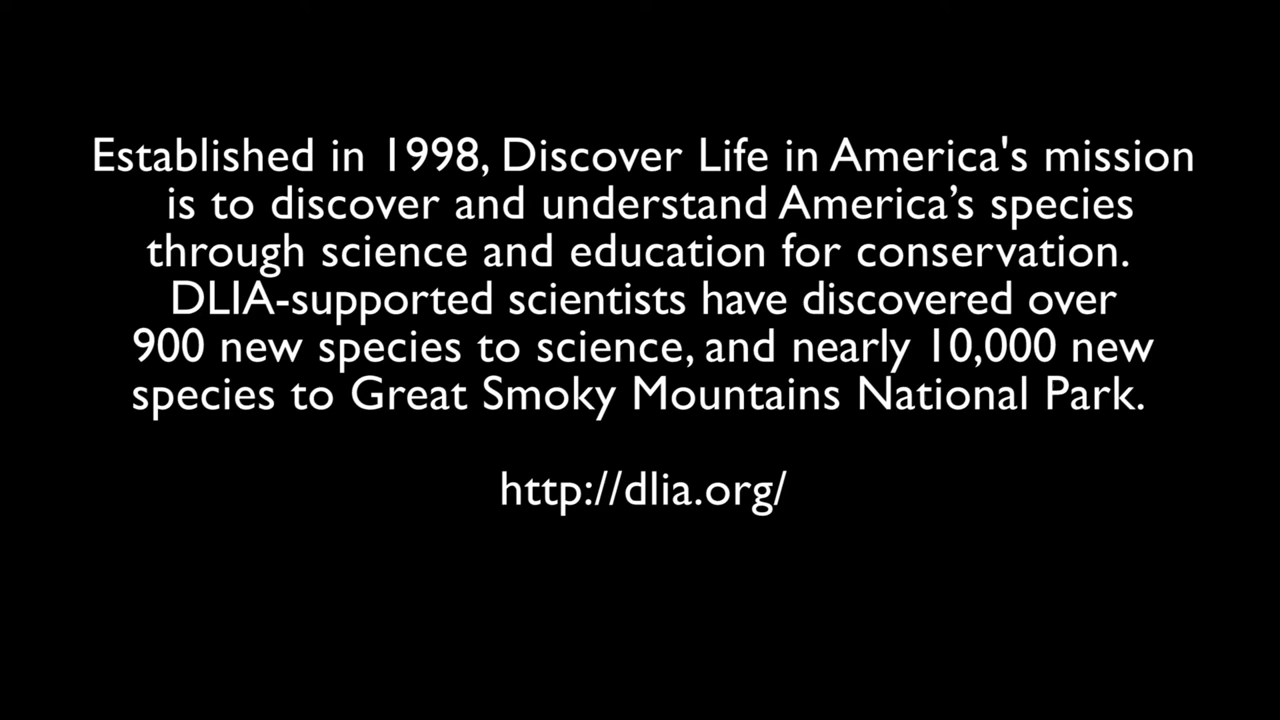 Established in 1998, Discover Life in America's mission
is to discover and understand America’s species
through science and education for conservation.
DLIA-supported scientists have discovered over
900 new species to science, and nearly 10,000 new
species to Great Smoky Mountains National Park.
http://dlia.org/